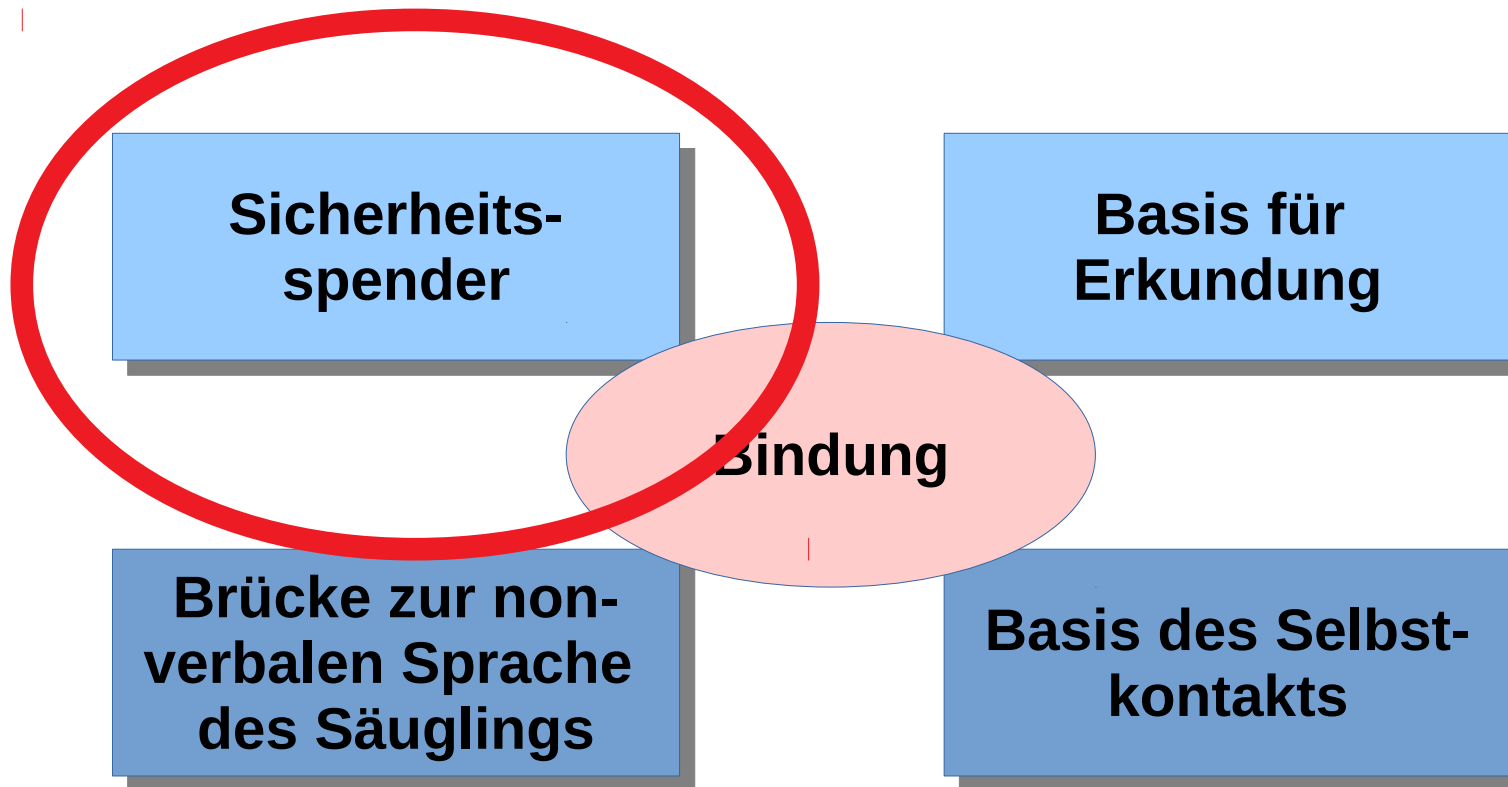 Sicherheits-
spender
Basis für
Erkundung
Bindung
Brücke zur non-
verbalen Sprache
des Säuglings
Basis des Selbst-
kontakts